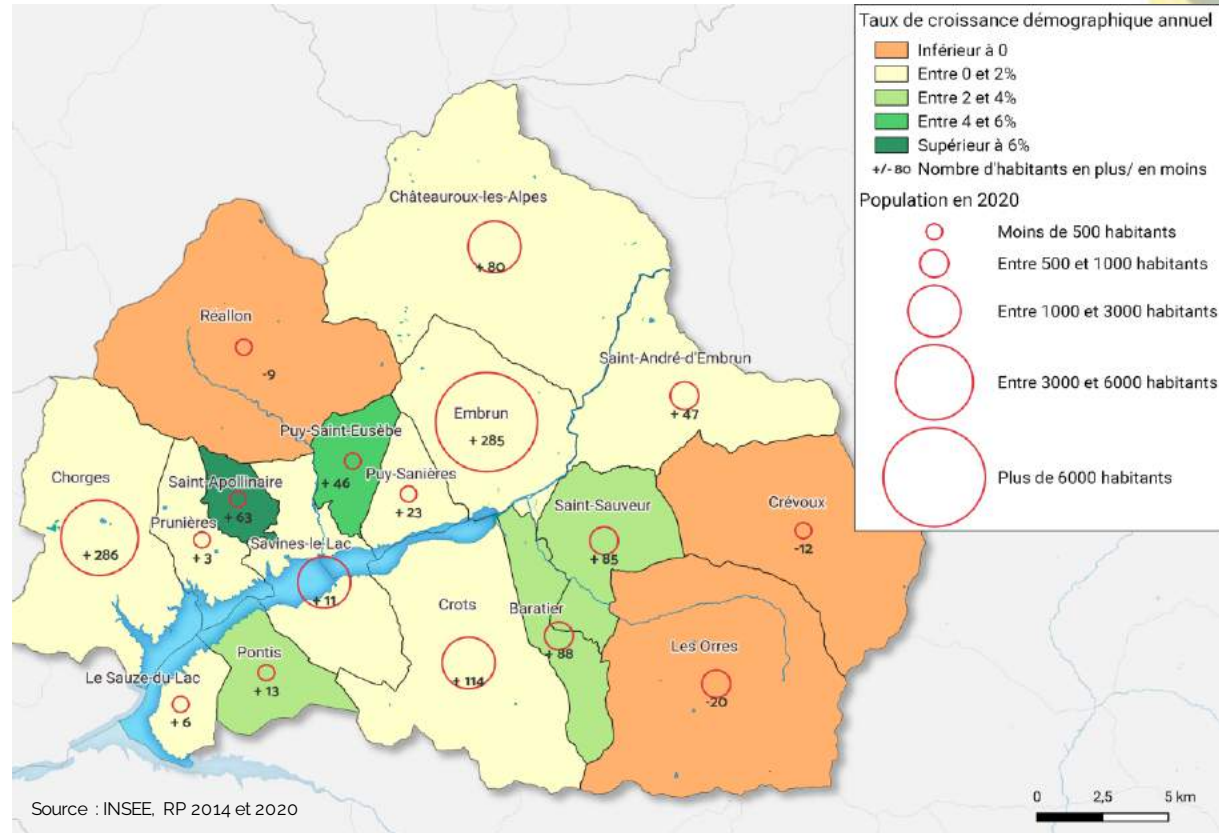 Taux de croissance démographique annuel
Inférieur à 0
Entre 0 et 2%
Entre 2 et 4%
Entre 4 et 6%
Supérieur à 6%
+/- 80 Nombre d'habitants en plus/ en moins
Population en 2020
Moins de 500 habitants
Entre 500 et 1000 habitants
Entre 1000 et 3000 habitants
Entre 3000 et 6000 habitants
Plus de 6000 habitants
Châteauroux-les-Alpes
+ 80
Réallon
-9
Saint-André-d'Embrun
+ 47
Embrun
+ 285
Puy-Saint-Eusèbe
+ 46
Puy-Sanières
+ 23
Chorges
+ 286
Saint-Apollinaire
+ 63
Prunières
+ 3
Savines-le-Lac
+ 11
Saint-Sauveur
+ 85
Crévoux
-12
Crots
+ 114
Baratier
+ 88
Les Orres
-20
Pontis
+ 13
Le Sauze-du-Lac
+ 6
Source : INSEE, RP 2014 et 2020
0 2,5 5 km